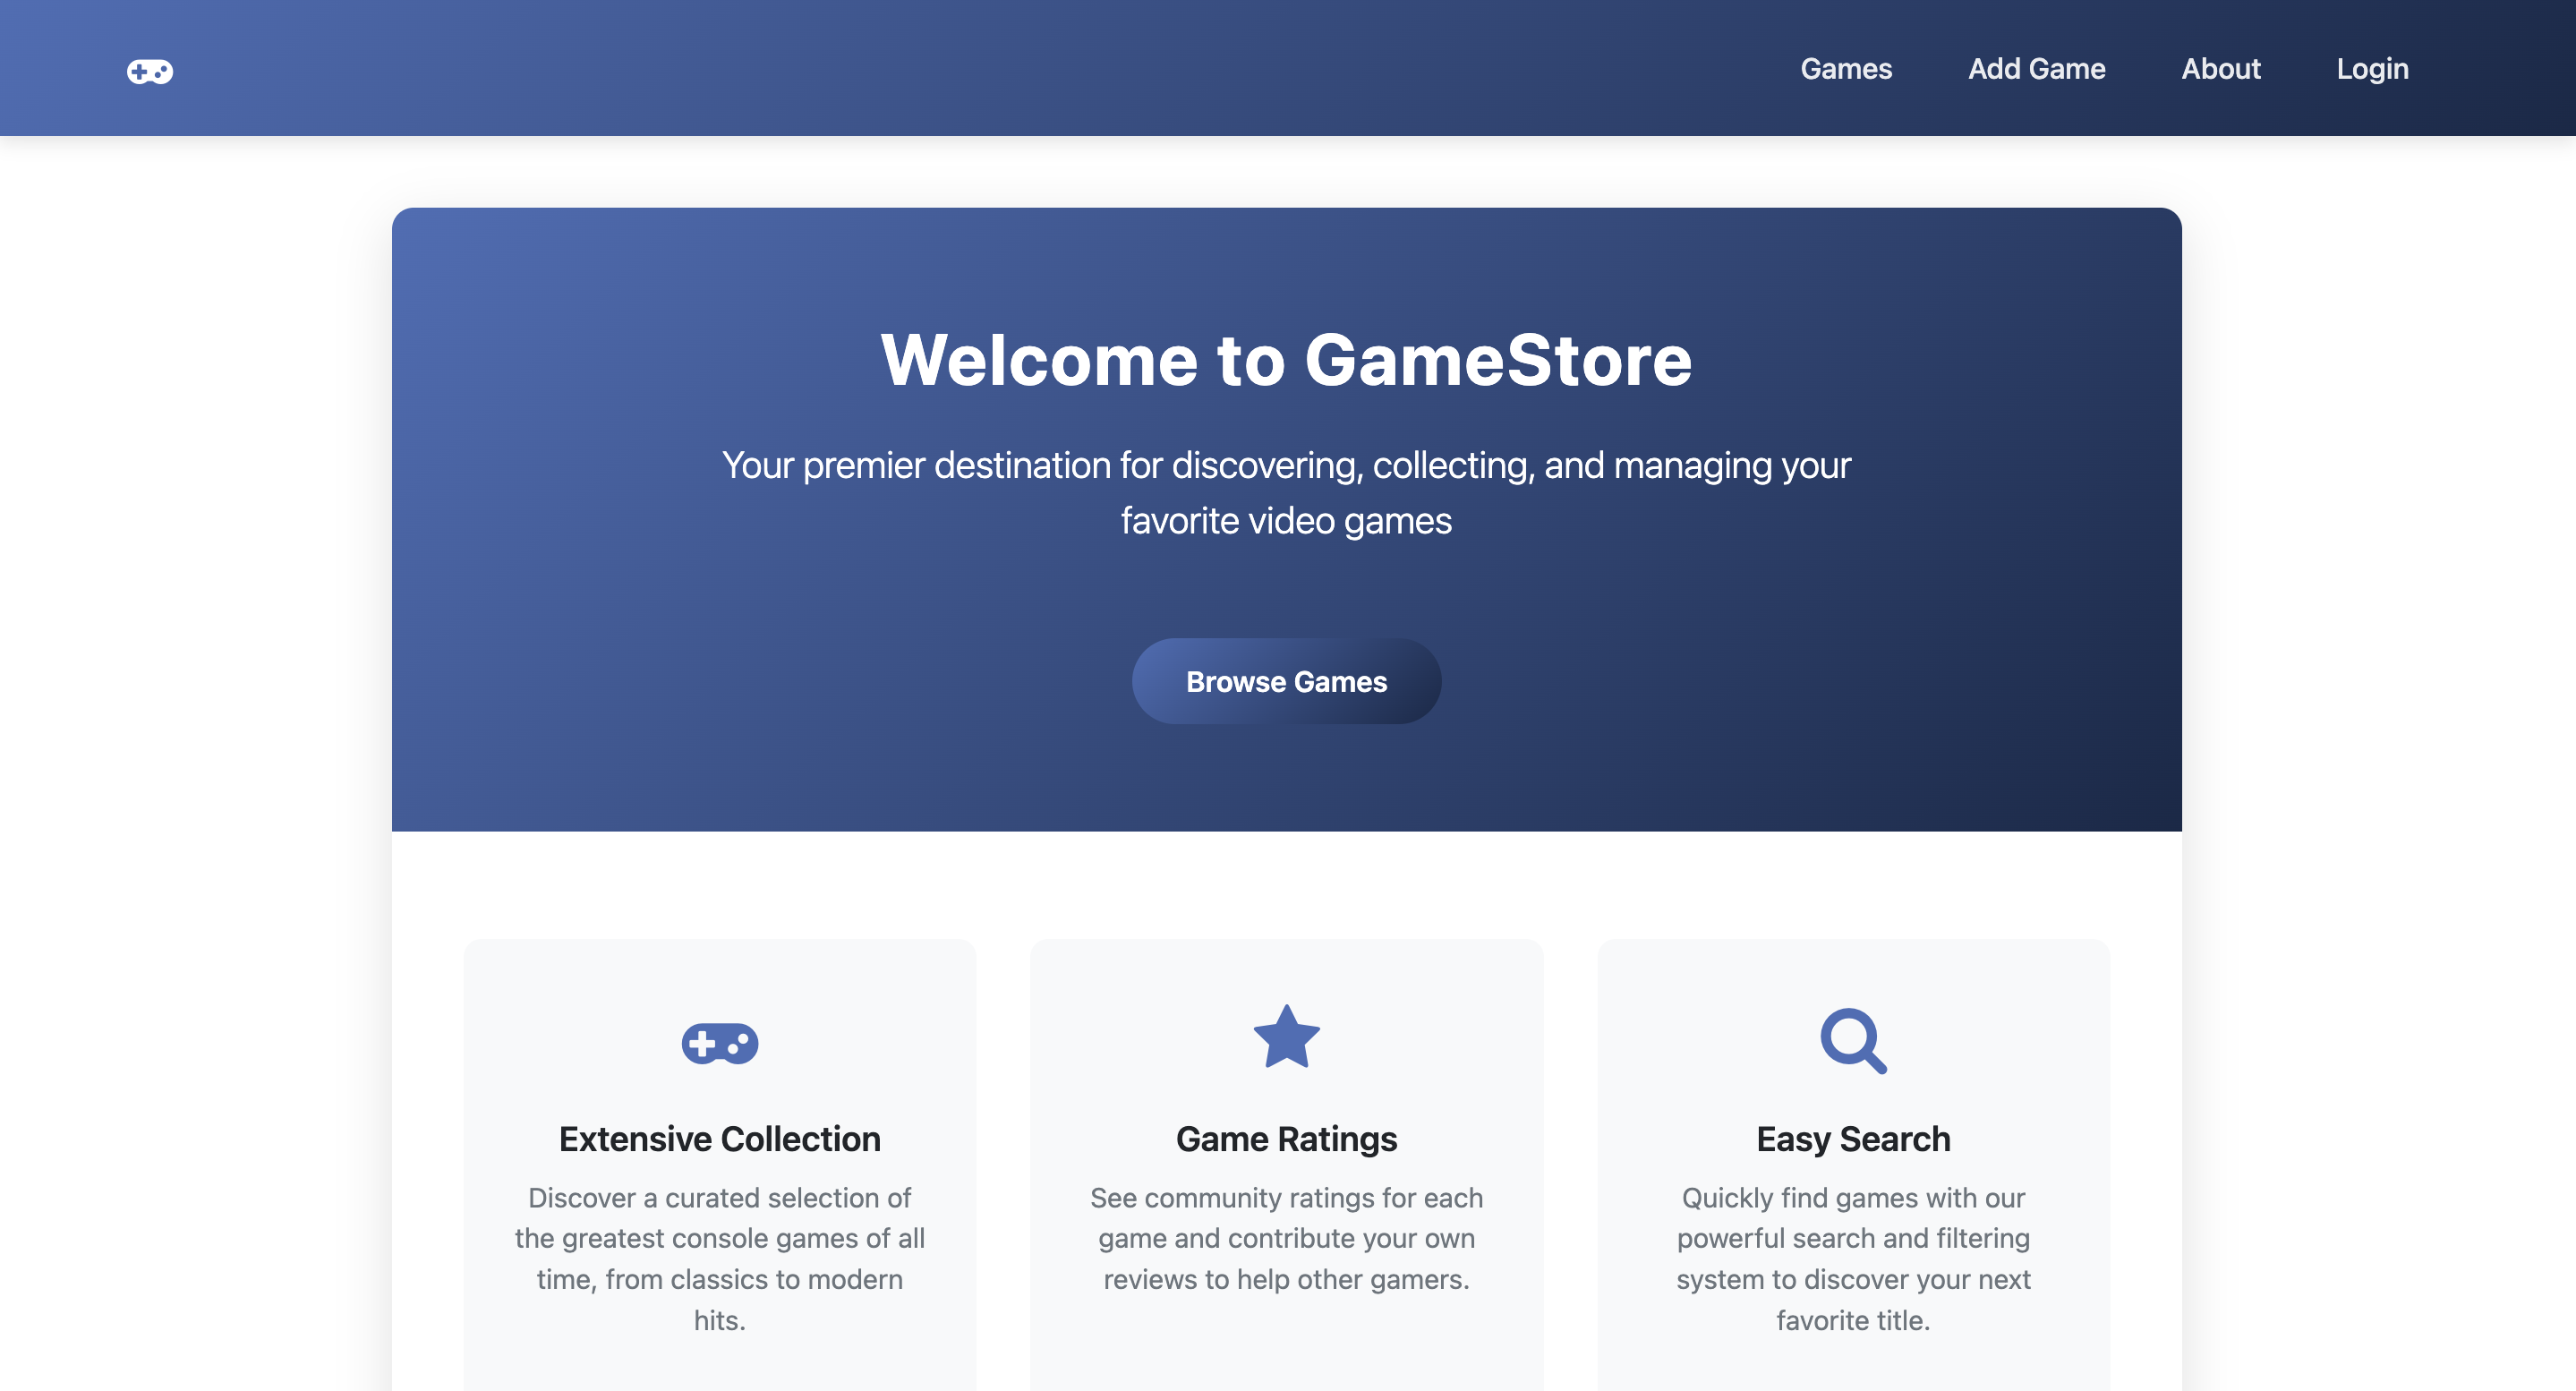 Games
Add Game
About
Login
Welcome to GameStore
Your premier destination for discovering, collecting, and managing your
favorite video games
Browse Games
Extensive Collection
Discover a curated selection of
the greatest console games of all
time, from classics to modern
hits.
Game Ratings
See community ratings for each
game and contribute your own
reviews to help other gamers.
Easy Search
Quickly find games with our
powerful search and filtering
system to discover your next
favorite title.